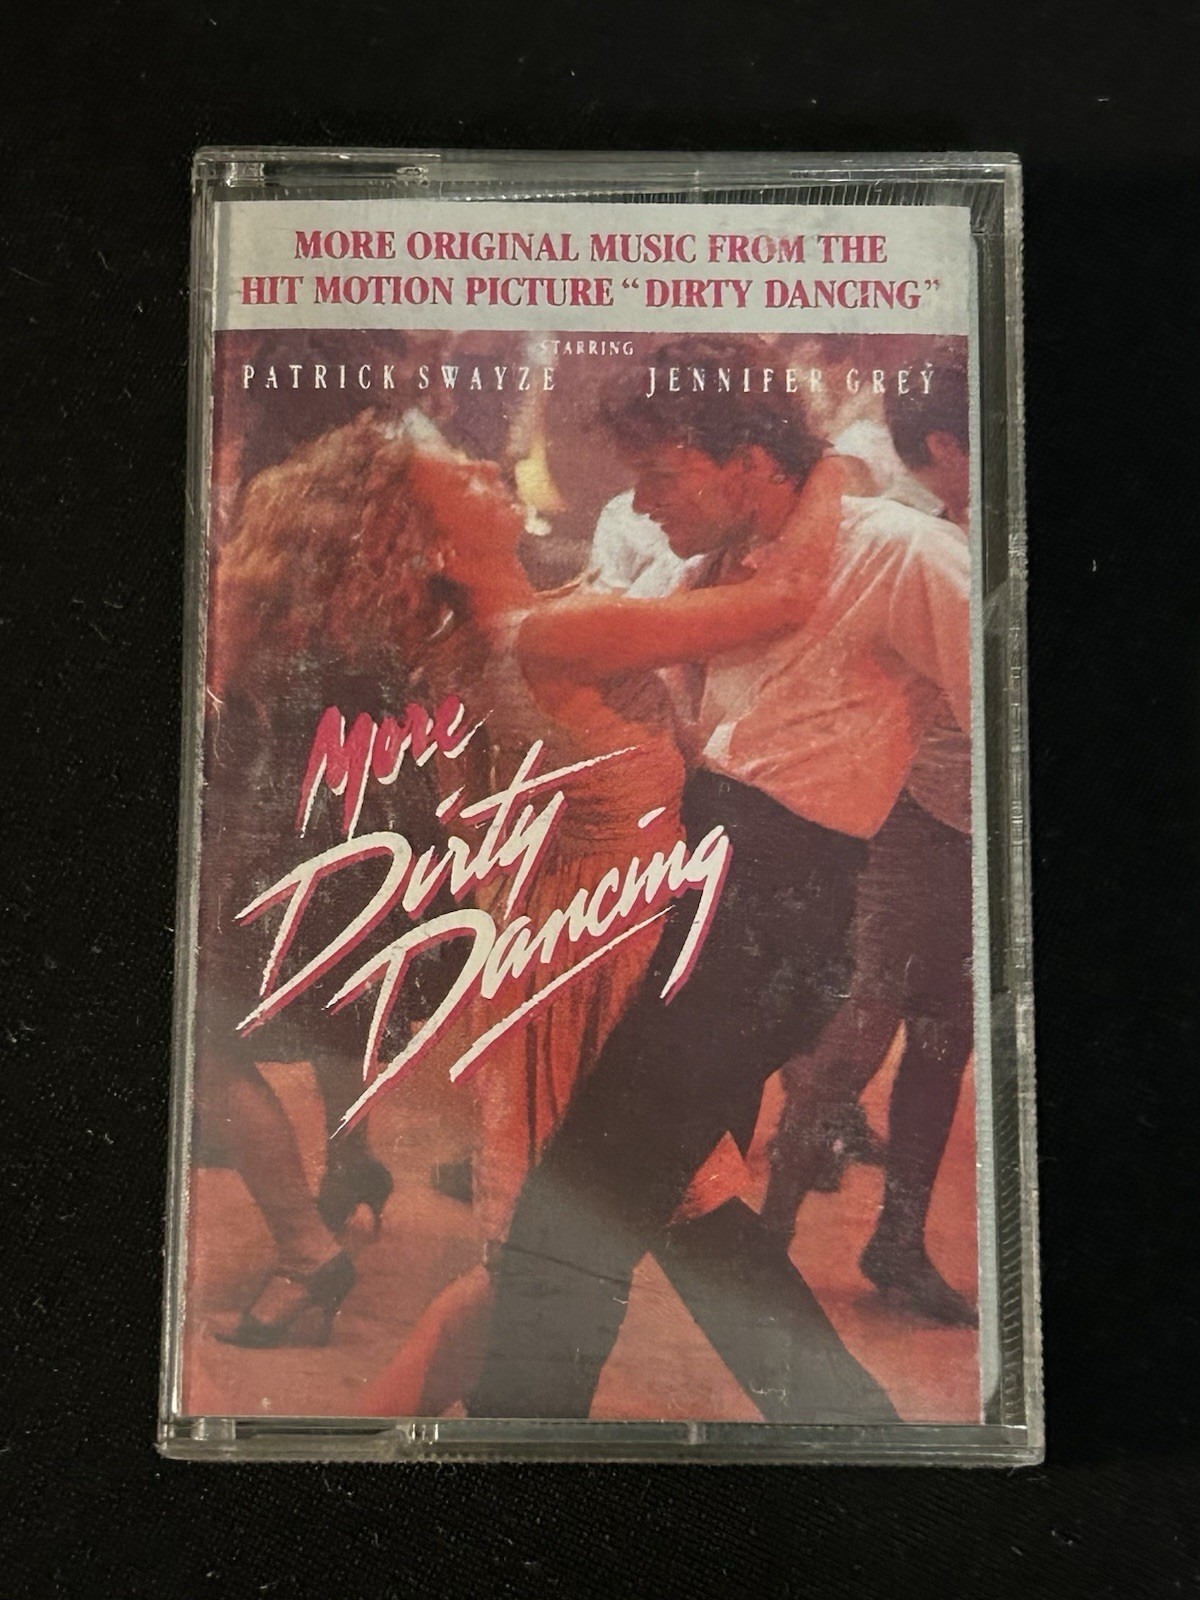 MORE ORIGINAL MUSIC FROM THE
HIT MOTION PICTURE “DIRTY DANCING”
STARRING
PATRICK SWAYZE JENNIFER GREY
More
Dirty
Dancing